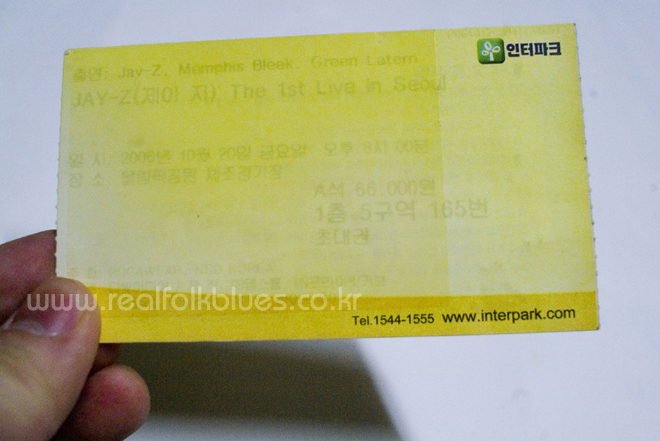 인터파크
출연: Jay-Z, Memphis Bleek, Green Latern
JAY-Z(제이 지) The 1st Live in Seoul
일 시: 2006년 10월 20일 금요일 오후 8시 00분
장 소: 올림픽공원 체조경기장
A석 66,000원
1층 5구역 165번
초대권
ROCAWEAR, NBD KOREA
www.realfolkblues.co.kr
Tel.1544-1555 www.interpark.com